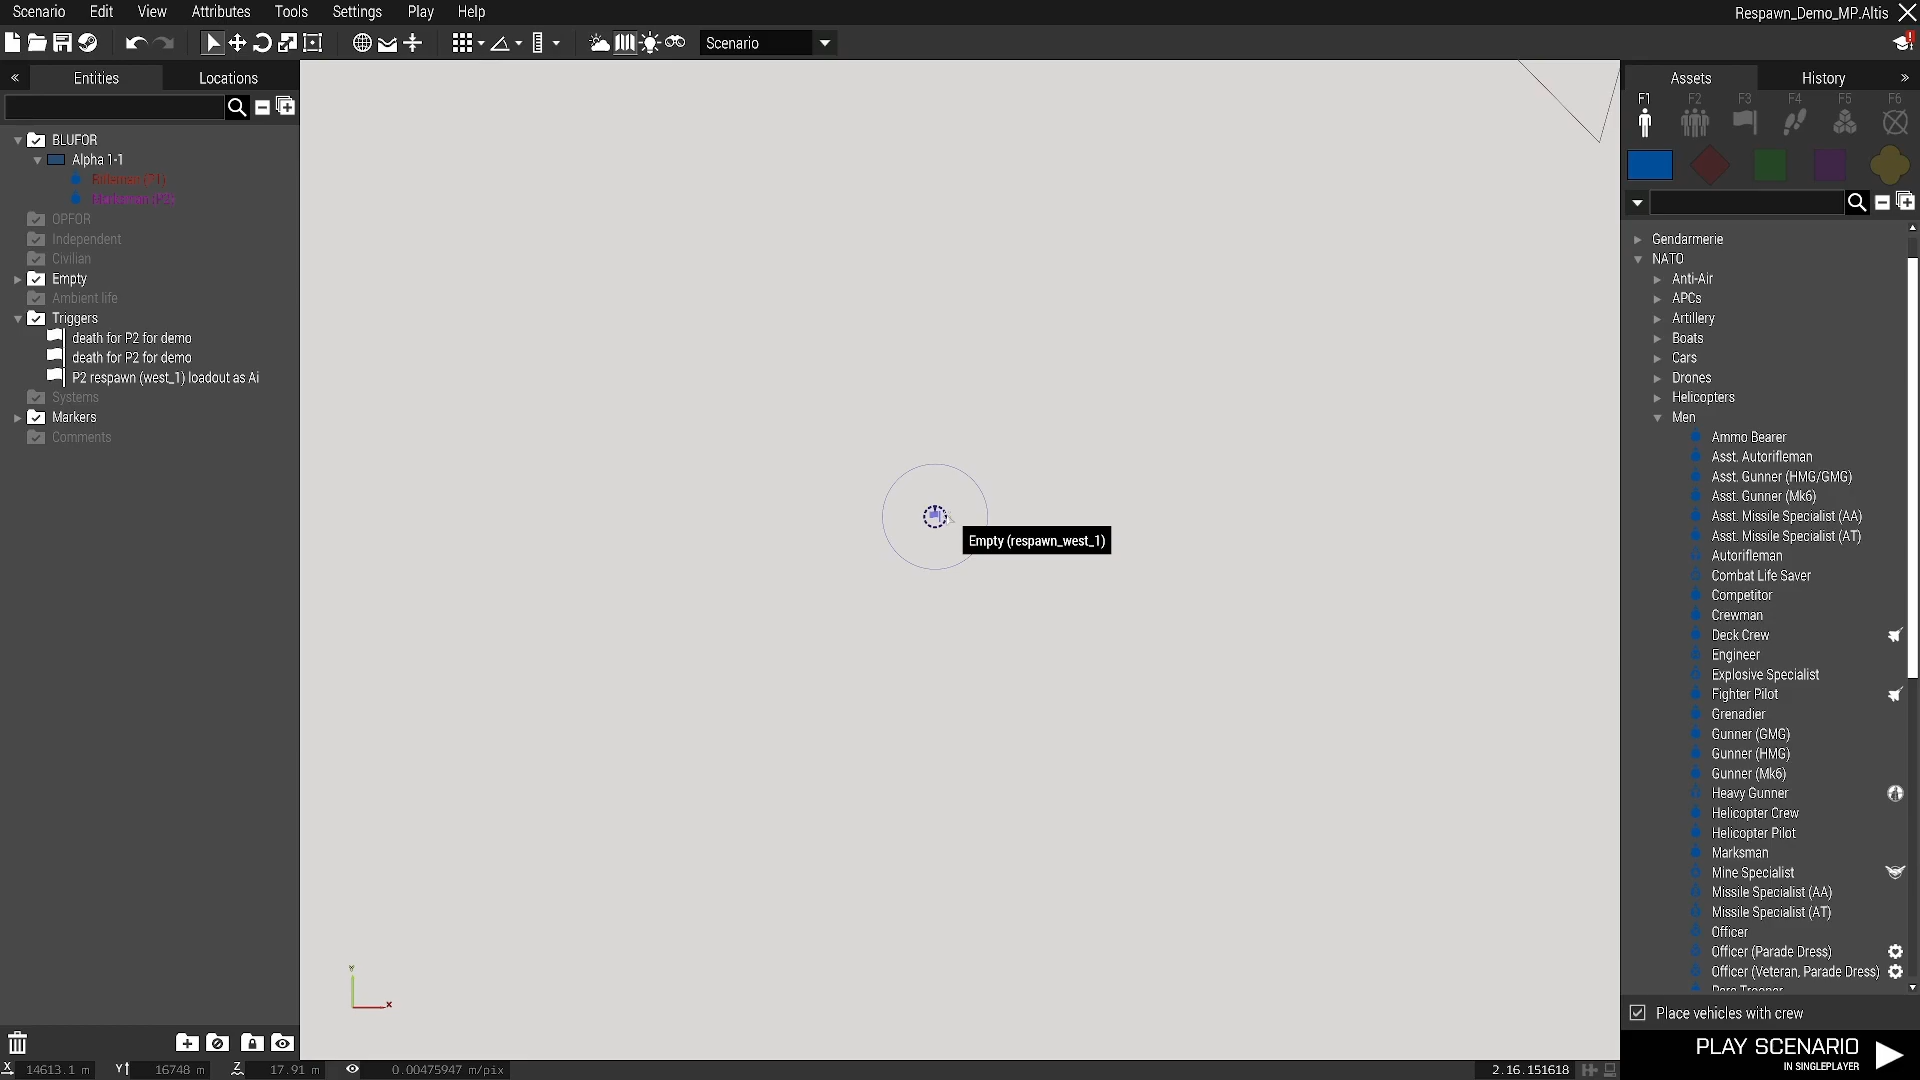 Scenario Edit View Attributes Tools Settings Play Help
Respawn_Demo_MP.Altis
Scenario
Entities Locations
BLUFOR
Alpha 1-1
Rifleman (P1)
OPFOR
Independent
Civilian
Empty
Ambient life
Triggers
death for P2 for demo
death for P2 for demo
P2 respawn (west_1) loadout as Ai
Systems
Markers
Comments
Empty (respawn_west_1)
Y
X
Assets History
F1 F2 F3 F4 F5 F6
Gendarmerie
NATO
Anti-Air
APCs
Artillery
Boats
Cars
Drones
Helicopters
Men
Ammo Bearer
Asst. Autorifleman
Asst. Gunner (HMG/GMG)
Asst. Gunner (Mk6)
Asst. Missile Specialist (AA)
Asst. Missile Specialist (AT)
Autorifleman
Combat Life Saver
Competitor
Crewman
Deck Crew
Engineer
Explosive Specialist
Fighter Pilot
Grenadier
Gunner (GMG)
Gunner (HMG)
Gunner (Mk6)
Heavy Gunner
Helicopter Crew
Helicopter Pilot
Marksman
Mine Specialist
Missile Specialist (AA)
Missile Specialist (AT)
Officer
Officer (Parade Dress)
Officer (Veteran, Parade Dress)
Para Trooper
Place vehicles with crew
PLAY SCENARIO
IN SINGLEPLAYER
X 14613.1 m Y 16748 m Z 17.91 m 0.00475947 m/pix
2.16.151618